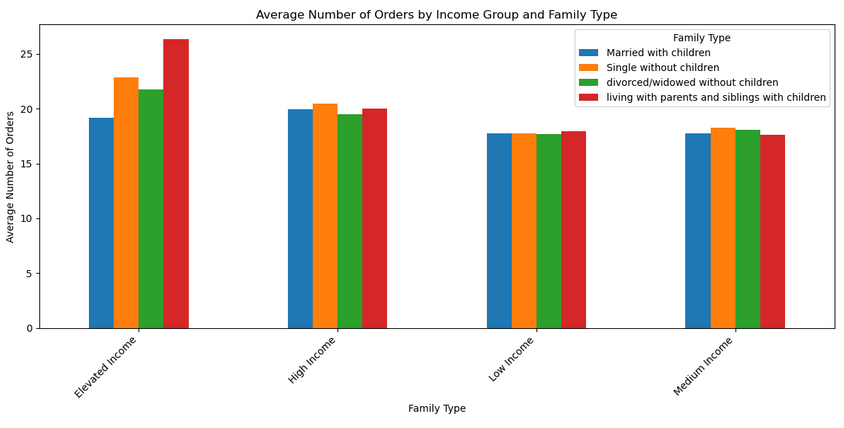 Average Number of Orders by Income Group and Family Type
Average Number of Orders
25
20
15
10
5
0
Family Type
Married with children
Single without children
divorced/widowed without children
living with parents and siblings with children
Elevated Income
High Income
Low Income
Medium Income
Family Type